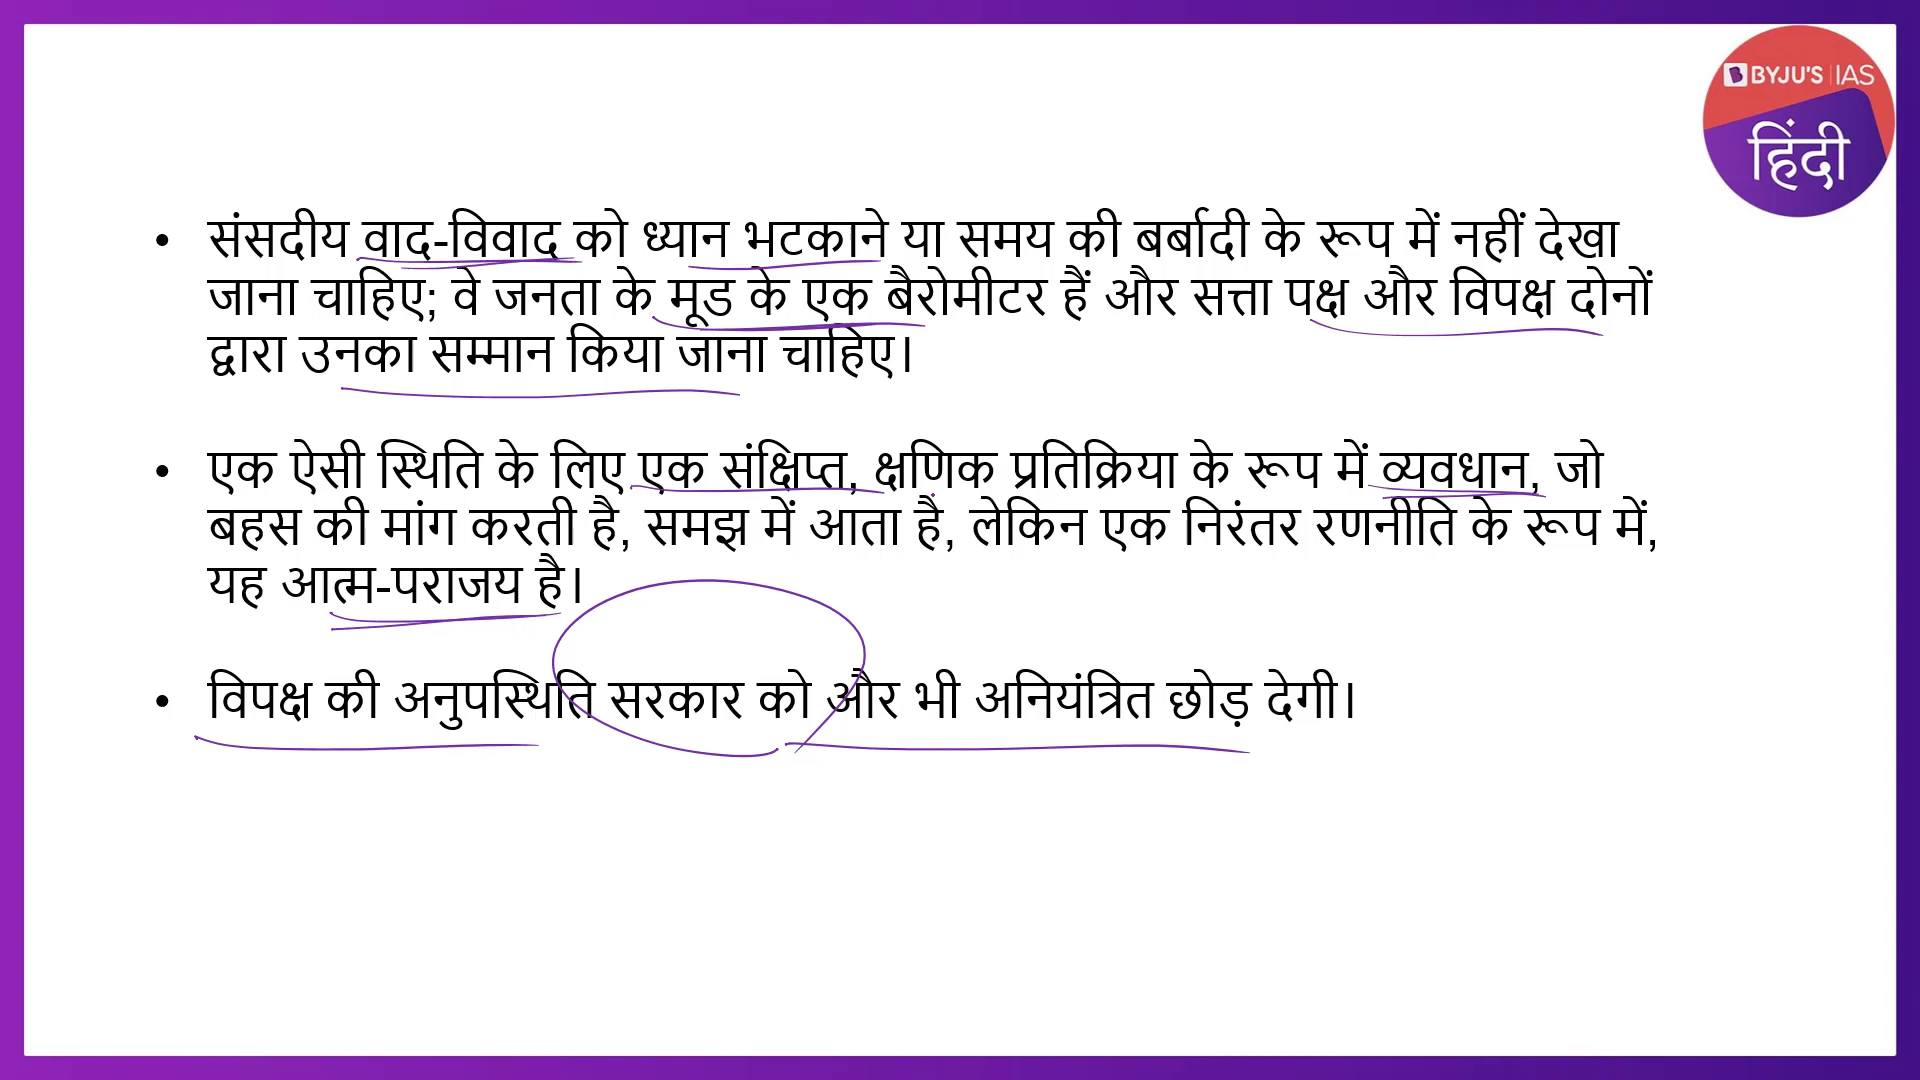 BYJU'S IAS
हिंदी
• संसदीय वाद-विवाद को ध्यान भटकाने या समय की बर्बादी के रूप में नहीं देखा
जाना चाहिए; वे जनता के मूड के एक बैरोमीटर हैं और सत्ता पक्ष और विपक्ष दोनों
द्वारा उनका सम्मान किया जाना चाहिए।
• एक ऐसी स्थिति के लिए एक संक्षिप्त, क्षणिक प्रतिक्रिया के रूप में व्यवधान, जो
बहस की मांग करती है, समझ में आता है, लेकिन एक निरंतर रणनीति के रूप में,
यह आत्म-पराजय है।
• विपक्ष की अनुपस्थिति सरकार को और भी अनियंत्रित छोड़ देगी।